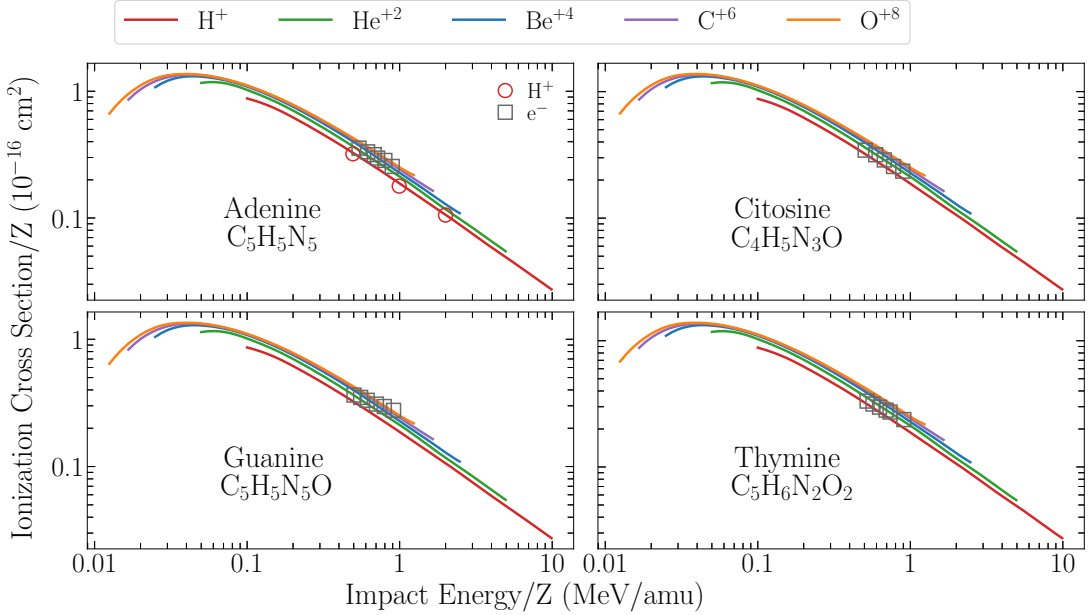 H⁺ He⁺² Be⁺⁴ C⁺⁶ O⁺⁸
Ionization Cross Section/Z (10⁻¹⁶ cm²)
1
0.1
H⁺
e⁻
Adenine
C₅H₅N₅
Citosine
C₄H₅N₃O
1
0.1
Guanine
C₅H₅N₅O
Thymine
C₅H₆N₂O₂
0.01 0.1 1 10 0.01 0.1 1 10
Impact Energy/Z (MeV/amu)